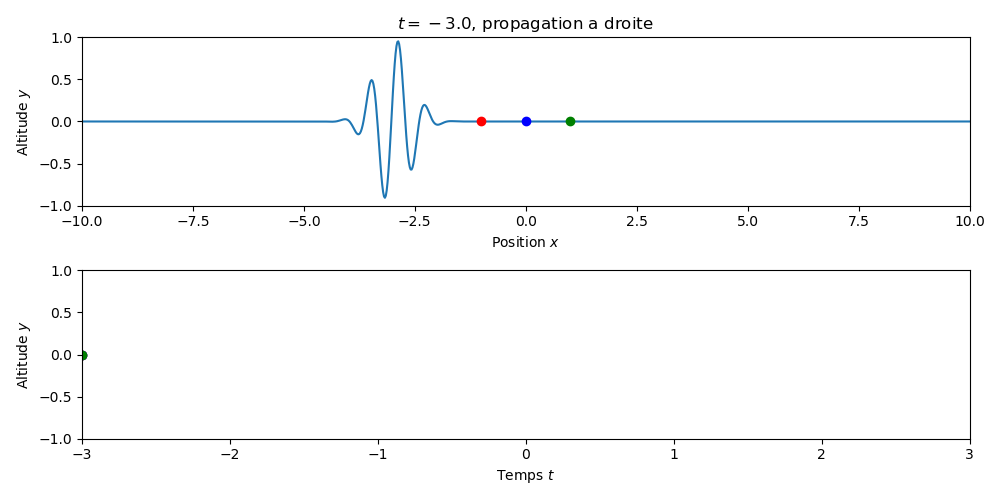 t = −3.0, propagation a droite
1.0
0.5
0.0
−0.5
−1.0
Altitude y
−10.0 −7.5 −5.0 −2.5 0.0 2.5 5.0 7.5 10.0
Position x
1.0
0.5
0.0
−0.5
−1.0
Altitude y
−3 −2 −1 0 1 2 3
Temps t